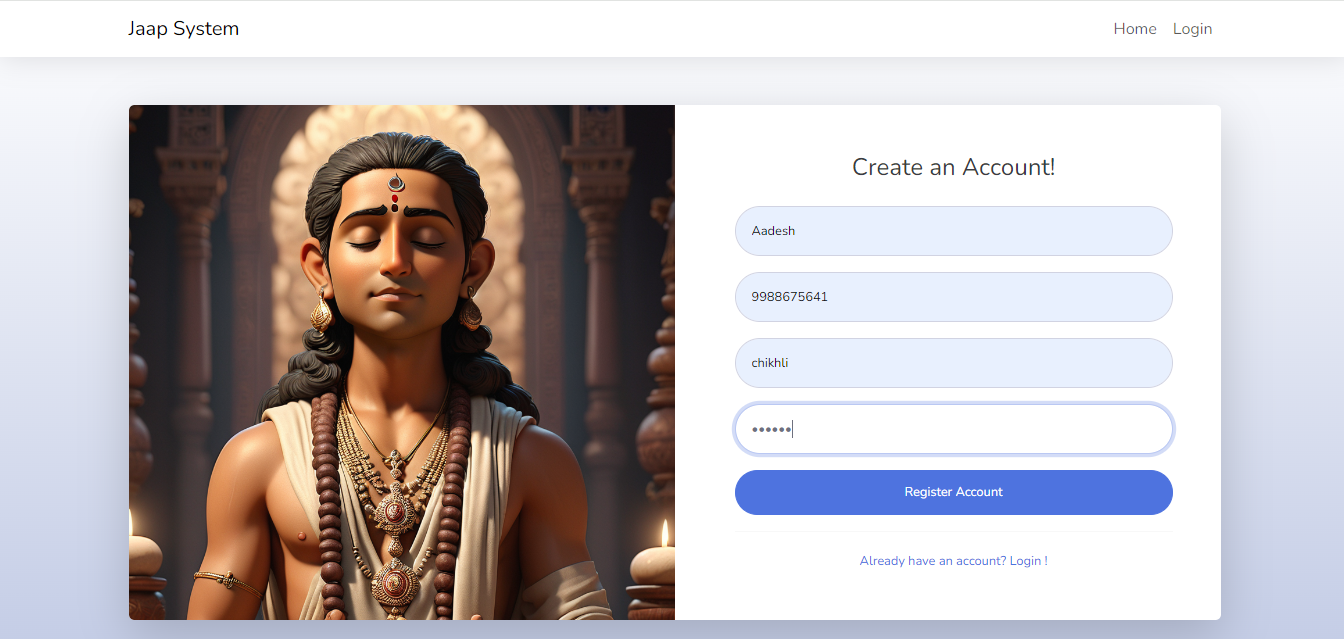 Jaap System
Home Login
Create an Account!
Aadesh
9988675641
chikhli
••••••
Register Account
Already have an account? Login !